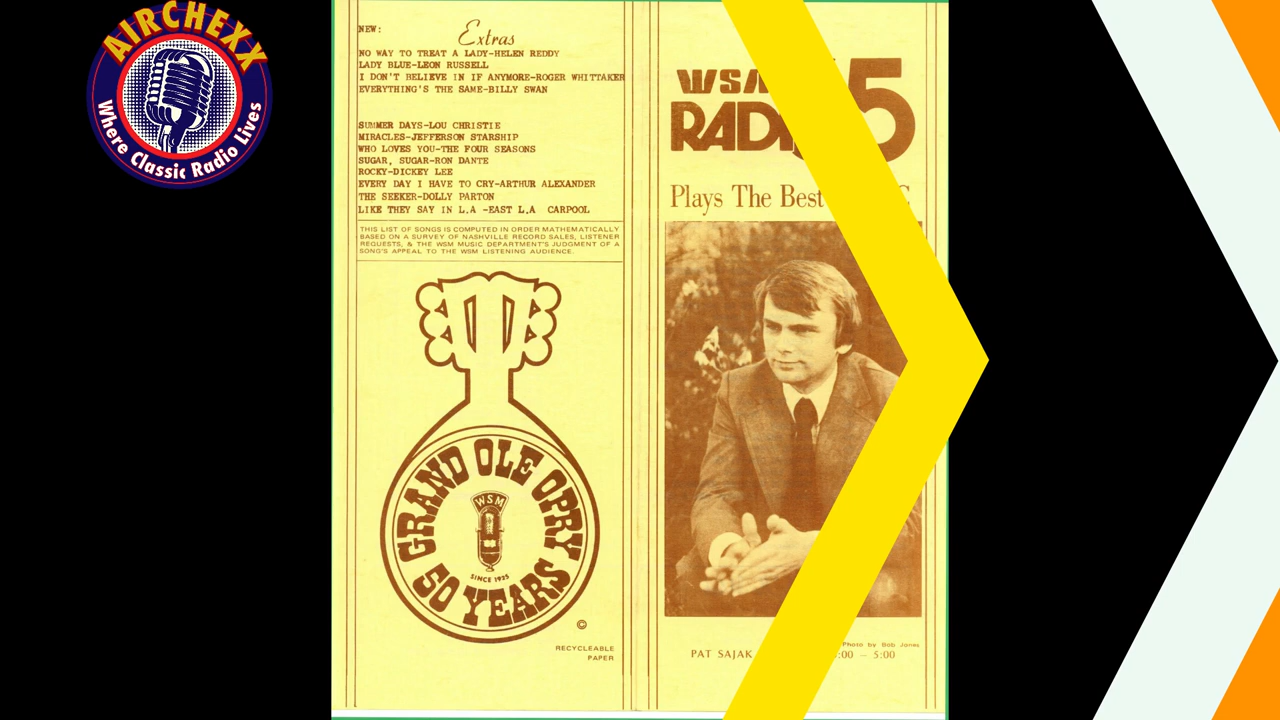 AIRCHEXX
Where Classic Radio Lives
NEW:
Extras
NO WAY TO TREAT A LADY-HELEN REDDY
LADY BLUE-LEON RUSSELL
I DON'T BELIEVE IN IF ANYMORE-ROGER WHITTAKER
EVERYTHING'S THE SAME-BILLY SWAN
SUMMER DAYS-LOU CHRISTIE
MIRACLES-JEFFERSON STARSHIP
WHO LOVES YOU-THE FOUR SEASONS
SUGAR, SUGAR-RON DANTE
ROCKY-DICKEY LEE
EVERY DAY I HAVE TO CRY-ARTHUR ALEXANDER
THE SEEKER-DOLLY PARTON
LIKE THEY SAY IN L.A -EAST L.A CARPOOL
THIS LIST OF SONGS IS COMPUTED IN ORDER MATHEMATICALLY
BASED ON A SURVEY OF NASHVILLE RECORD SALES, LISTENER
REQUESTS, & THE WSM MUSIC DEPARTMENT'S JUDGMENT OF A
SONG'S APPEAL TO THE WSM LISTENING AUDIENCE.
GRAND OLE OPRY
WSM
SINCE 1925
50 YEARS
©
RECYCLEABLE
PAPER
WSM
RADIO
5
Plays The Best
Photo by Bob Jones
PAT SAJAK
:00 – 5:00